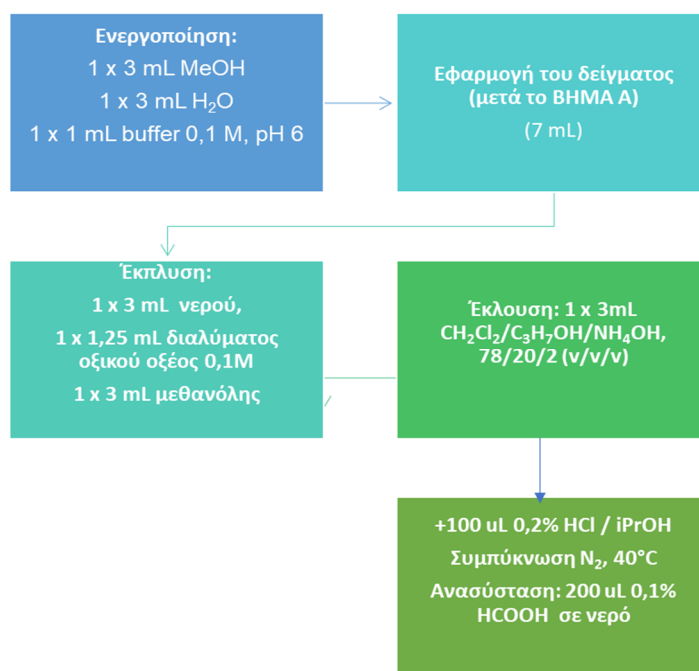 Ενεργοποίηση:
1 x 3 mL MeOH
1 x 3 mL H₂O
1 x 1 mL buffer 0,1 M, pH 6
Εφαρμογή του δείγματος
(μετά το ΒΗΜΑ Α)
(7 mL)
Έκπλυση:
1 x 3 mL νερού,
1 x 1,25 mL διαλύματος
οξικού οξέος 0,1M
1 x 3 mL μεθανόλης
Έκλουση: 1 x 3mL
CH₂Cl₂/C₃H₇OH/NH₄OH,
78/20/2 (v/v/v)
+100 uL 0,2% HCl / iPrOH
Συμπύκνωση N₂, 40°C
Ανασύσταση: 200 uL 0,1%
HCOOH σε νερό